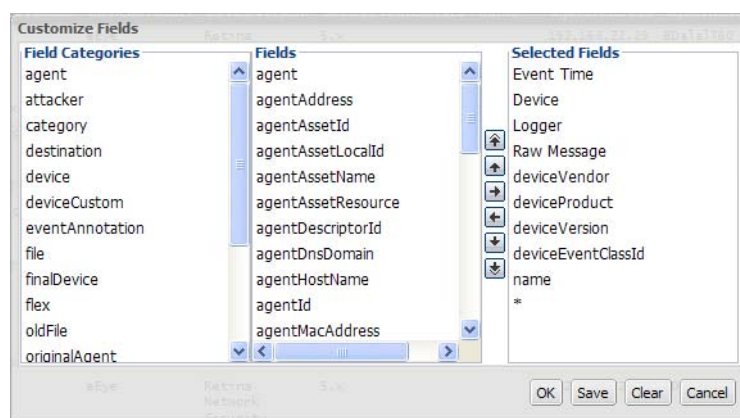 Customize Fields
Field Categories
agent
attacker
category
destination
device
deviceCustom
eventAnnotation
file
finalDevice
flex
oldFile
originalAgent
Fields
agent
agentAddress
agentAssetId
agentAssetLocalId
agentAssetName
agentAssetResource
agentDescriptorId
agentDnsDomain
agentHostName
agentId
agentMacAddress
Selected Fields
Event Time
Device
Logger
Raw Message
deviceVendor
deviceProduct
deviceVersion
deviceEventClassId
name
*
OK Save Clear Cancel
Retina
Network